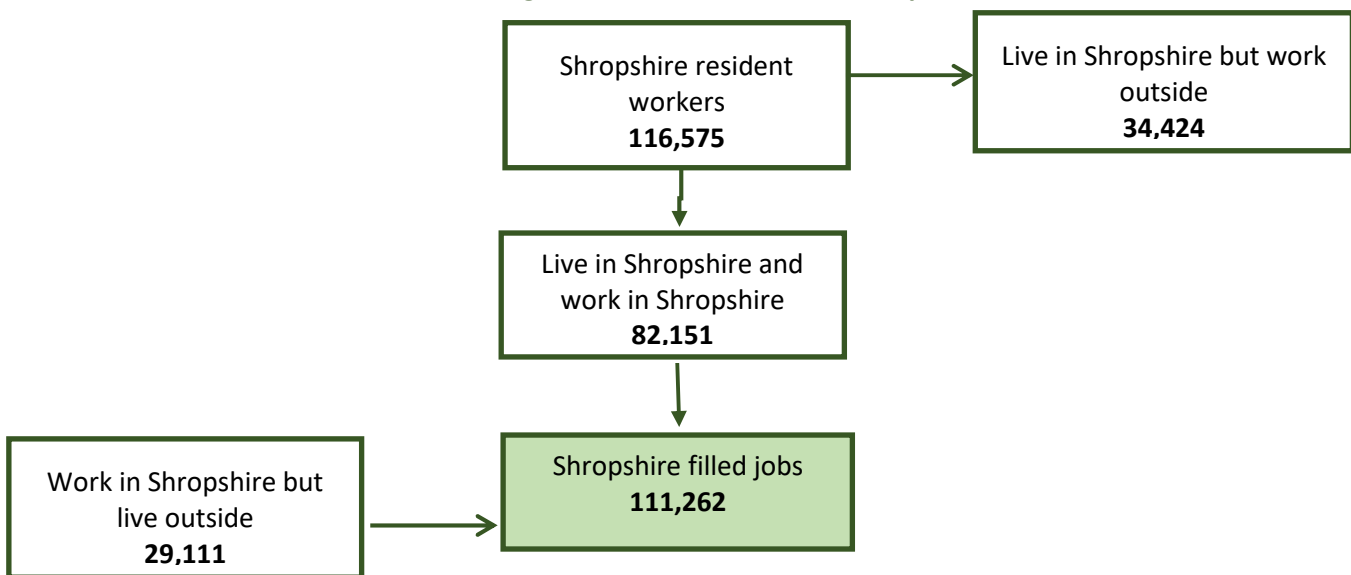 Shropshire resident
workers
116,575
Live in Shropshire but work
outside
34,424
Live in Shropshire and
work in Shropshire
82,151
Shropshire filled jobs
111,262
Work in Shropshire but
live outside
29,111